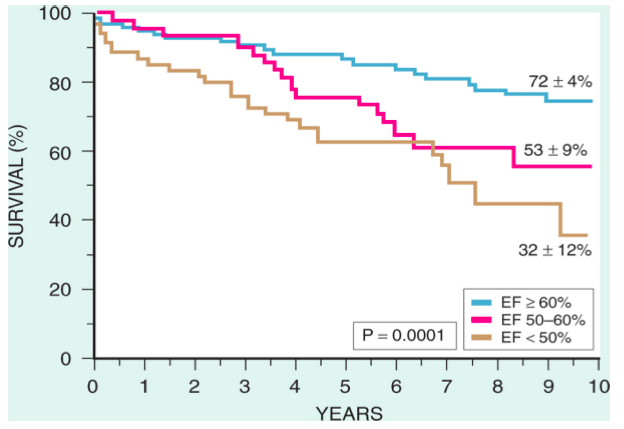 100
80
60
40
20
0
SURVIVAL (%)
72 ± 4%
53 ± 9%
32 ± 12%
EF ≥ 60%
EF 50–60%
EF < 50%
P = 0.0001
0 1 2 3 4 5 6 7 8 9 10
YEARS